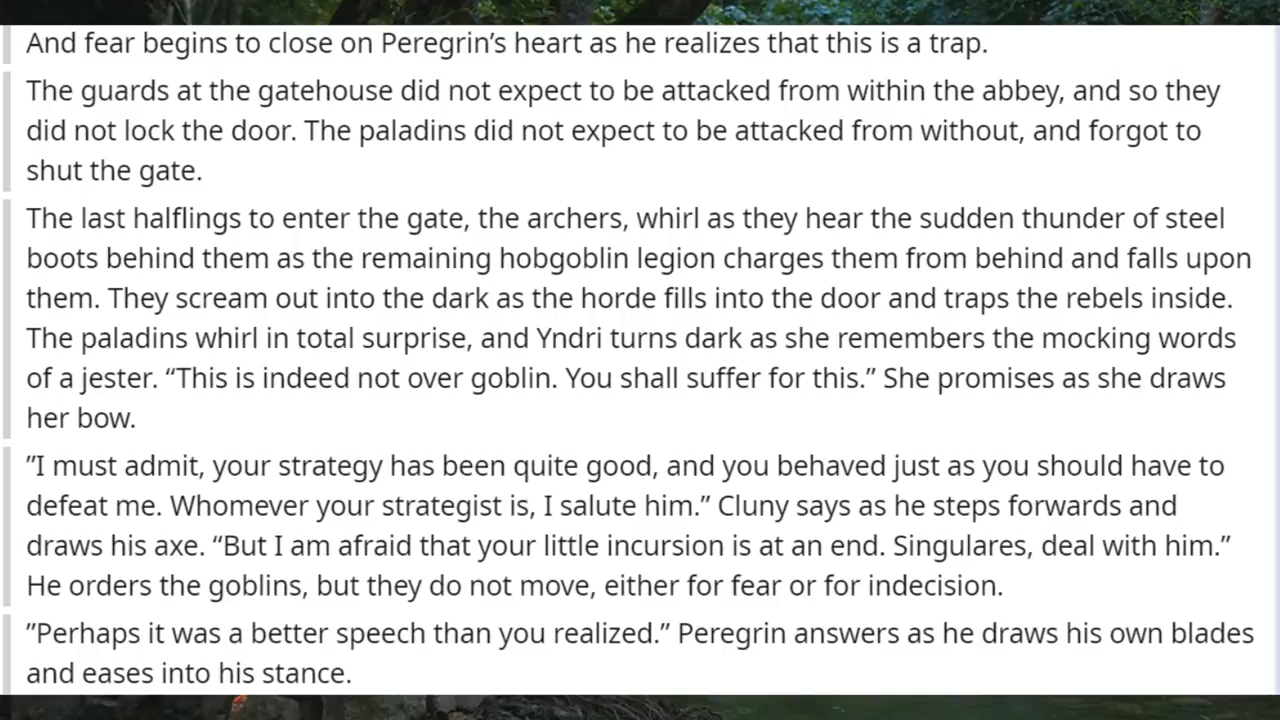 And fear begins to close on Peregrin’s heart as he realizes that this is a trap.
The guards at the gatehouse did not expect to be attacked from within the abbey, and so they
did not lock the door. The paladins did not expect to be attacked from without, and forgot to
shut the gate.
The last halflings to enter the gate, the archers, whirl as they hear the sudden thunder of steel
boots behind them as the remaining hobgoblin legion charges them from behind and falls upon
them. They scream out into the dark as the horde fills into the door and traps the rebels inside.
The paladins whirl in total surprise, and Yndri turns dark as she remembers the mocking words
of a jester. “This is indeed not over goblin. You shall suffer for this.” She promises as she draws
her bow.
”I must admit, your strategy has been quite good, and you behaved just as you should have to
defeat me. Whomever your strategist is, I salute him.” Cluny says as he steps forwards and
draws his axe. “But I am afraid that your little incursion is at an end. Singulares, deal with him.”
He orders the goblins, but they do not move, either for fear or for indecision.
”Perhaps it was a better speech than you realized.” Peregrin answers as he draws his own blades
and eases into his stance.